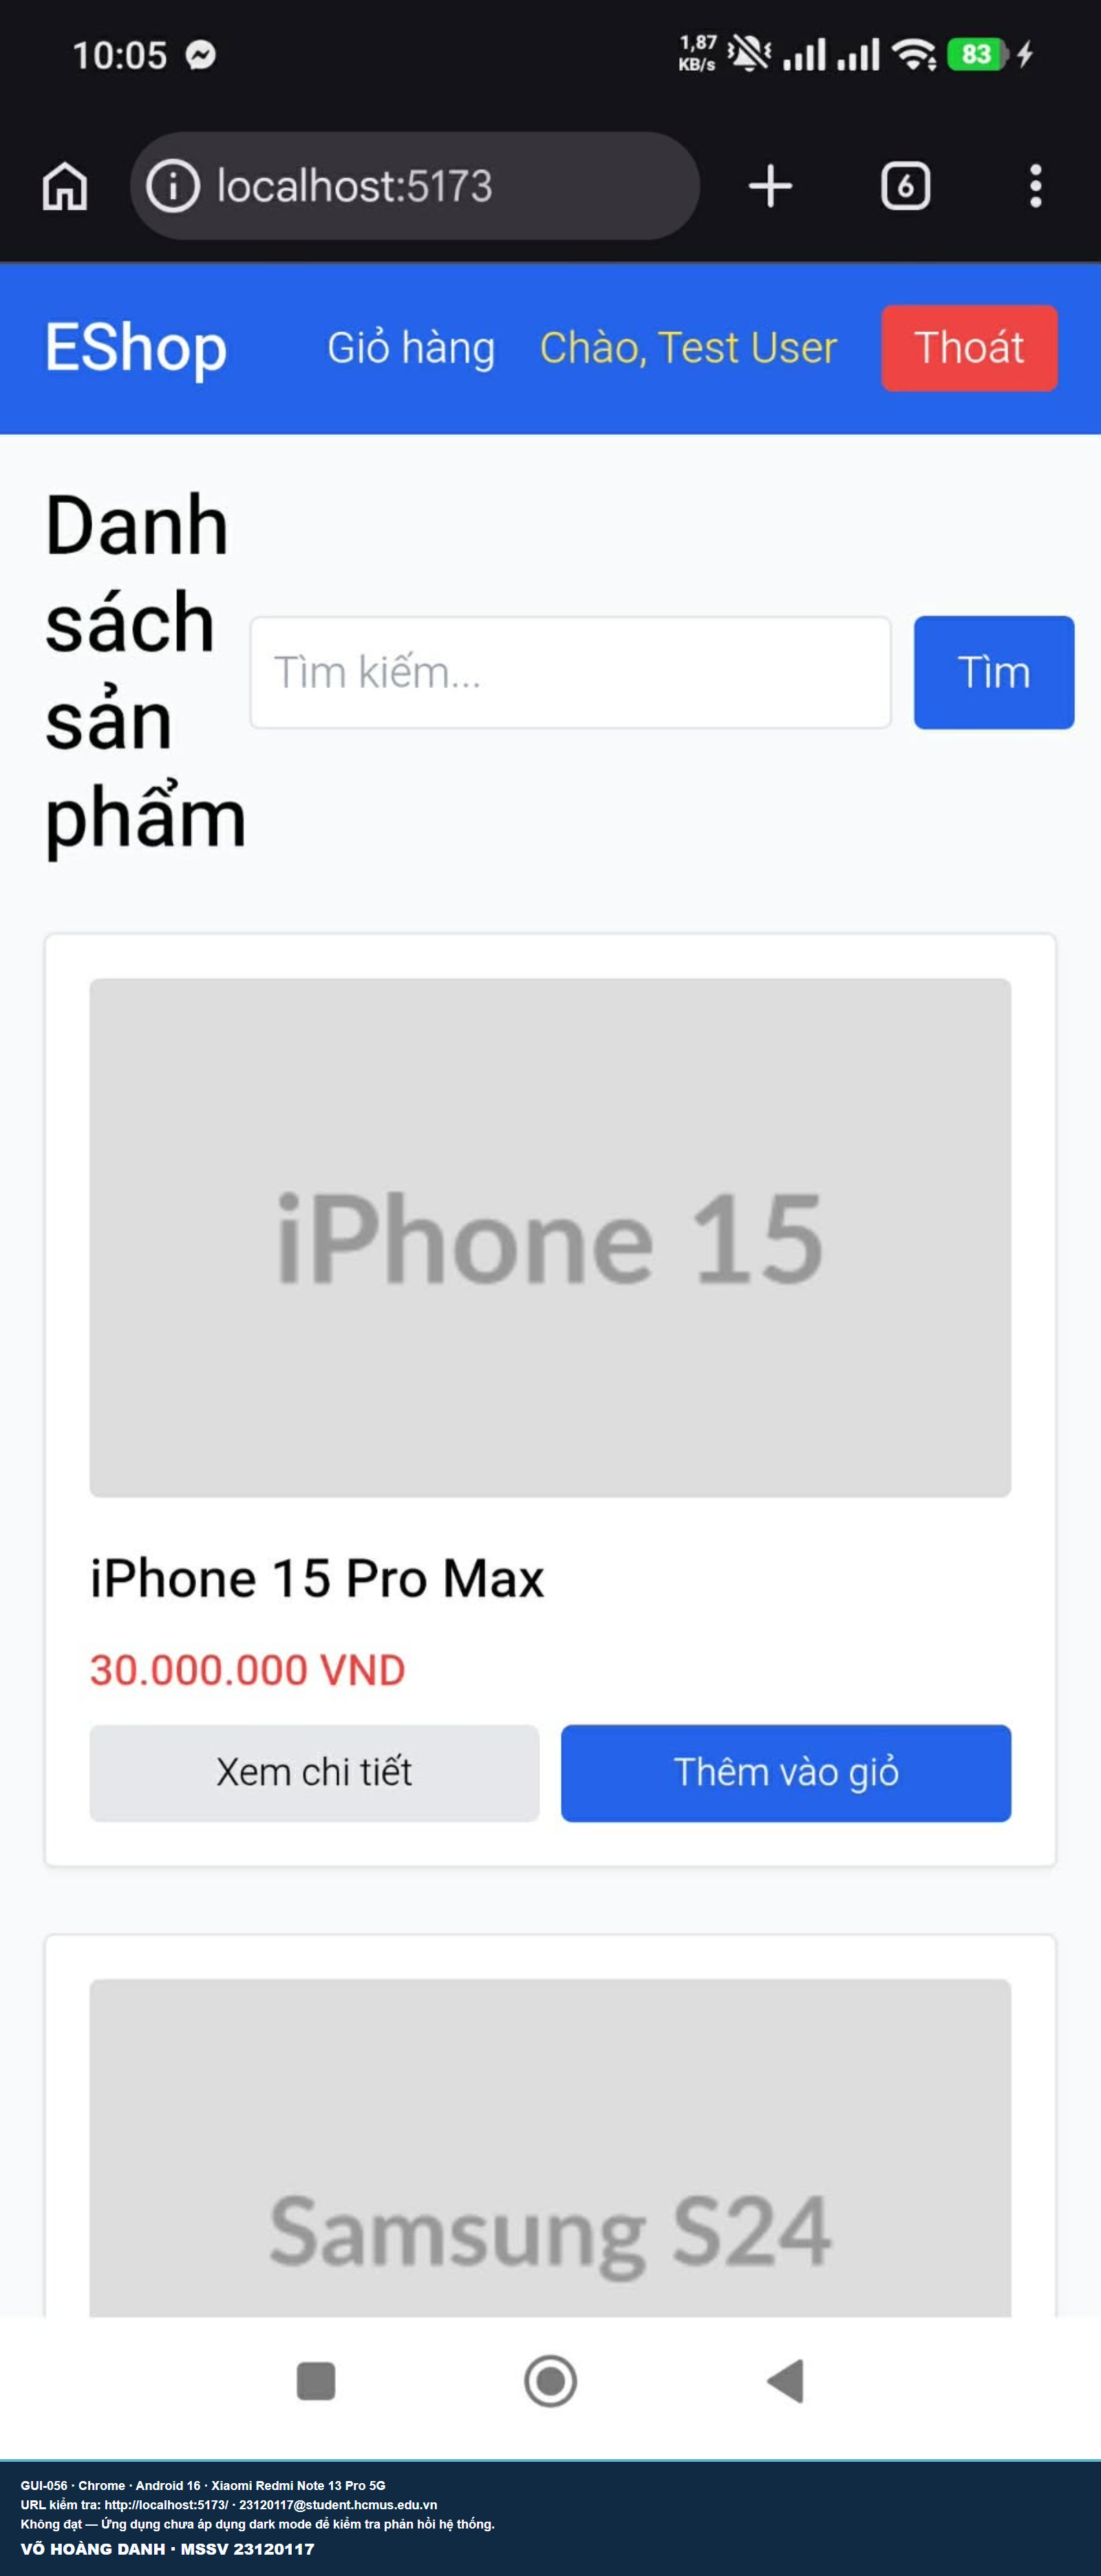 10:05
1,87
KB/s
83
localhost:5173
6
EShop
Giỏ hàng
Chào, Test User
Thoát
Danh
sách
sản
phẩm
Tìm kiếm...
Tìm
iPhone 15
iPhone 15 Pro Max
30.000.000 VND
Xem chi tiết
Thêm vào giỏ
Samsung S24
GUI-056 · Chrome · Android 16 · Xiaomi Redmi Note 13 Pro 5G
URL kiểm tra: http://localhost:5173/ · 23120117@student.hcmus.edu.vn
Không đạt — Ứng dụng chưa áp dụng dark mode để kiểm tra phản hồi hệ thống.
VÕ HOÀNG DANH · MSSV 23120117